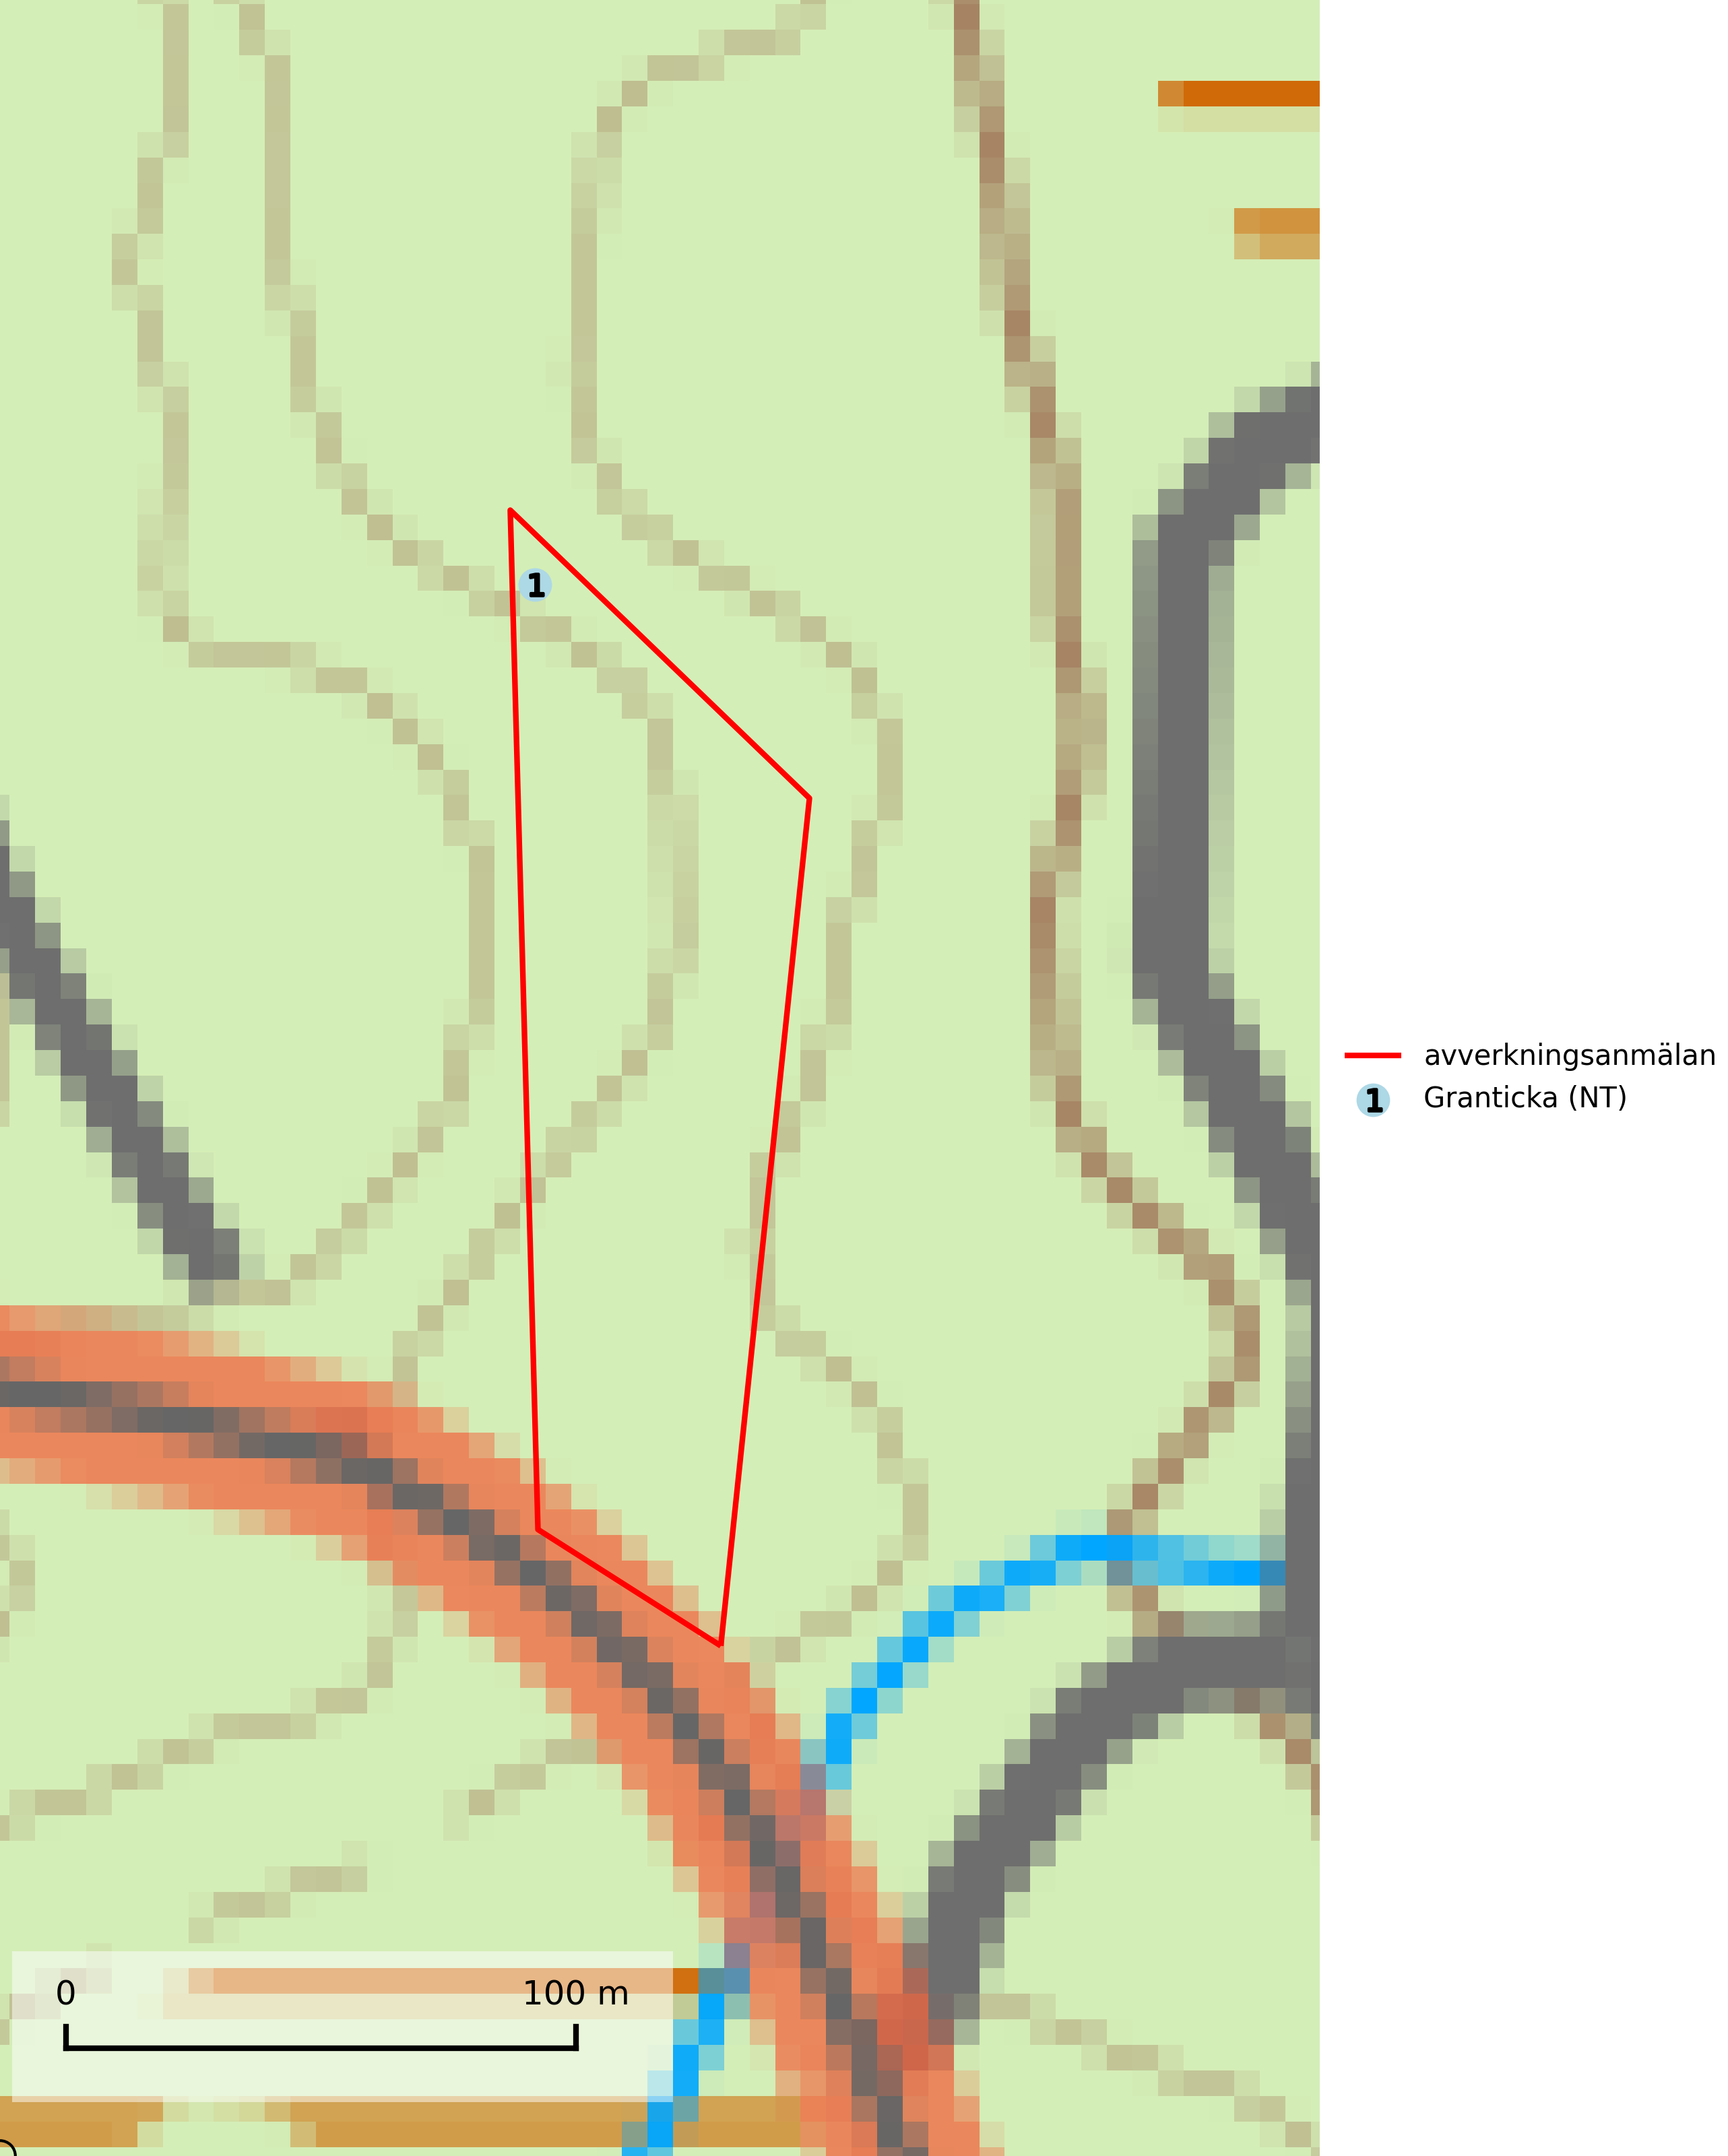 1
avverkningsanmälan
1 Granticka (NT)
0 100 m